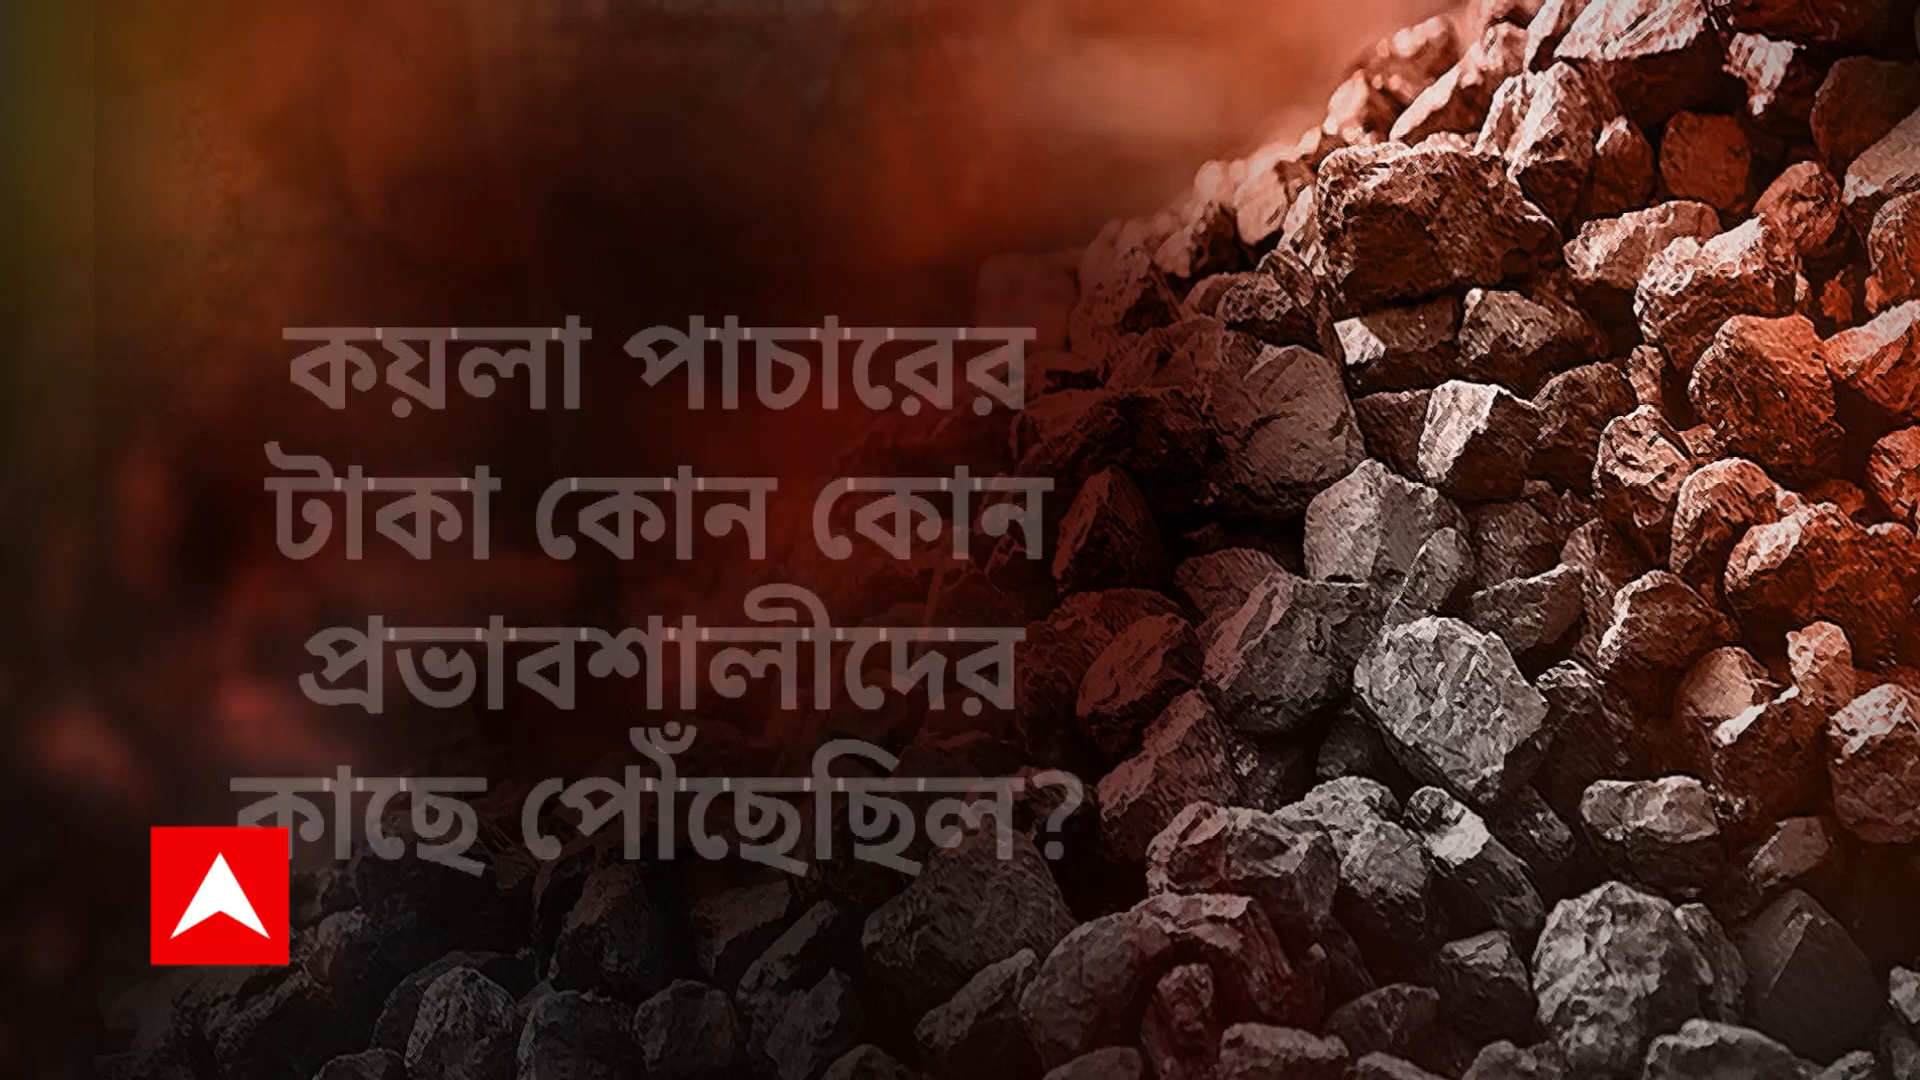 কয়লা পাচারের
টাকা কোন কোন
প্রভাবশালীদের
কাছে পৌঁছেছিল?